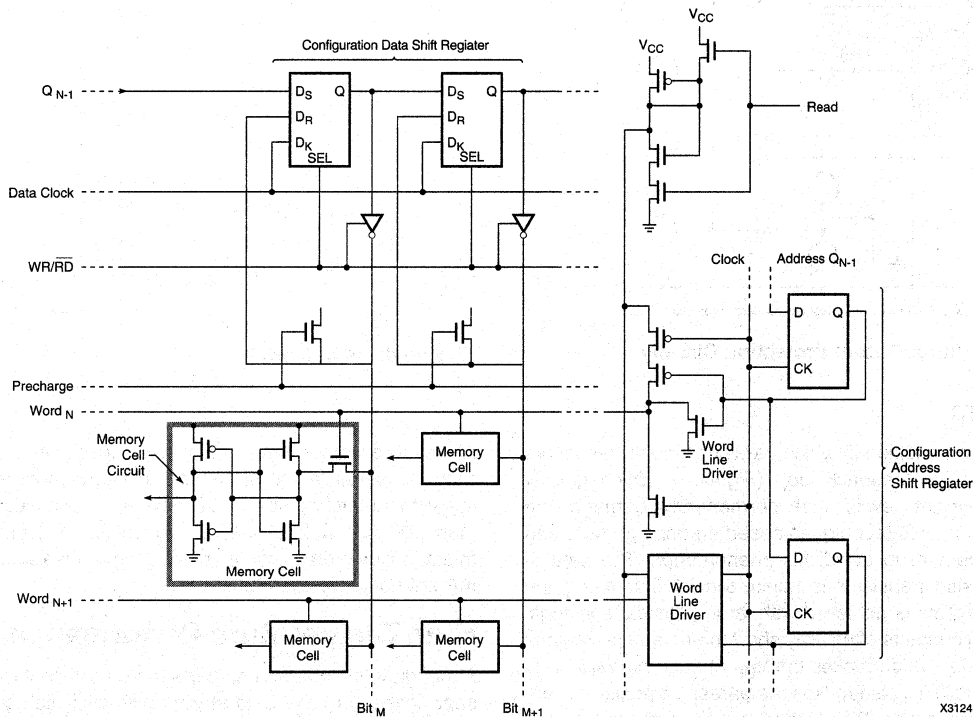 Configuration Data Shift Regiater
Q N-1
DS Q
DR
DK
SEL
DS Q
DR
DK
SEL
VCC
VCC
Read
Data Clock
WR/R̅D̅
Clock
Address QN-1
D Q
CK
Precharge
Word N
Memory
Cell
Circuit
Memory Cell
Memory
Cell
Word
Line
Driver
Configuration
Address
Shift Register
Word N+1
Memory
Cell
Memory
Cell
Word
Line
Driver
D Q
CK
Bit M
Bit M+1
X3124